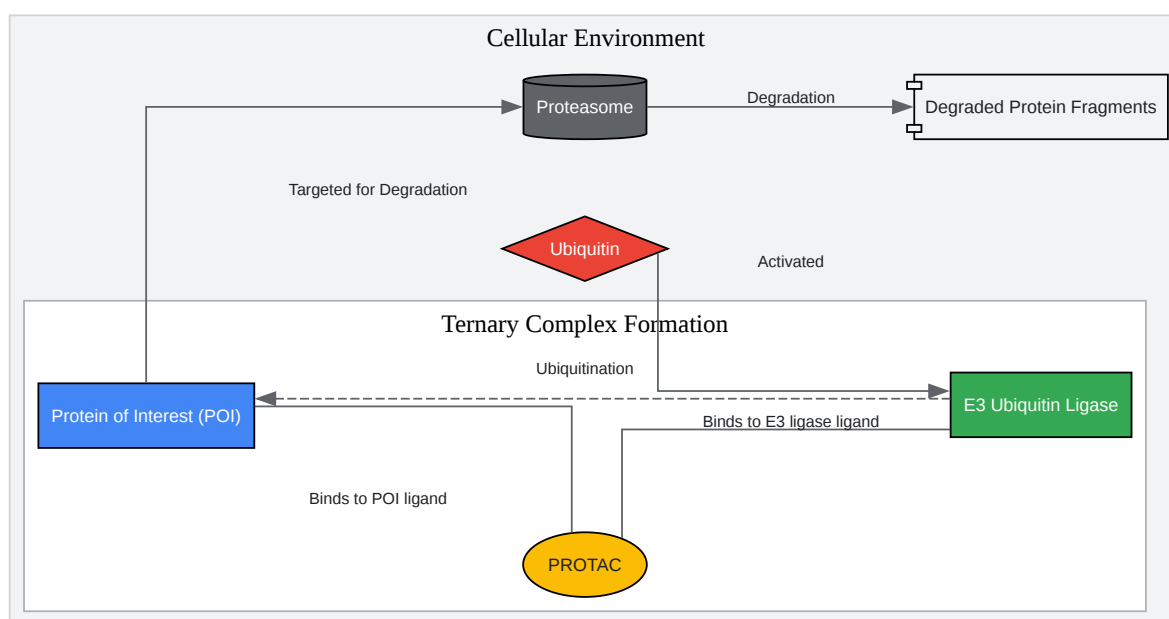 Cellular Environment
Proteasome
Degradation
Degraded Protein Fragments
Targeted for Degradation
Ubiquitin
Activated
Ternary Complex Formation
Ubiquitination
Protein of Interest (POI)
E3 Ubiquitin Ligase
Binds to E3 ligase ligand
Binds to POI ligand
PROTAC